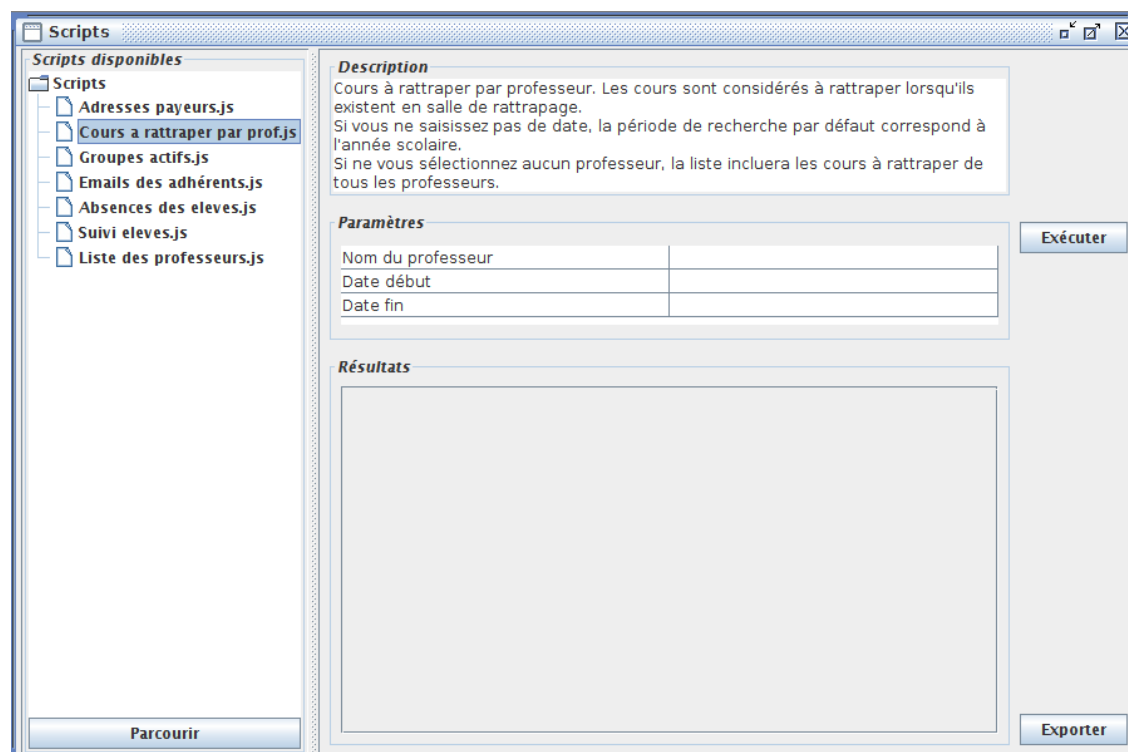 Scripts
Scripts disponibles
Scripts
Adresses payeurs.js
Cours a rattraper par prof.js
Groupes actifs.js
Emails des adhérents.js
Absences des eleves.js
Suivi eleves.js
Liste des professeurs.js
Parcourir
Description
Cours à rattraper par professeur. Les cours sont considérés à rattraper lorsqu'ils
existent en salle de rattrapage.
Si vous ne saisissez pas de date, la période de recherche par défaut correspond à
l'année scolaire.
Si ne vous sélectionnez aucun professeur, la liste incluera les cours à rattraper de
tous les professeurs.
Paramètres
Nom du professeur
Date début
Date fin
Exécuter
Résultats
Exporter